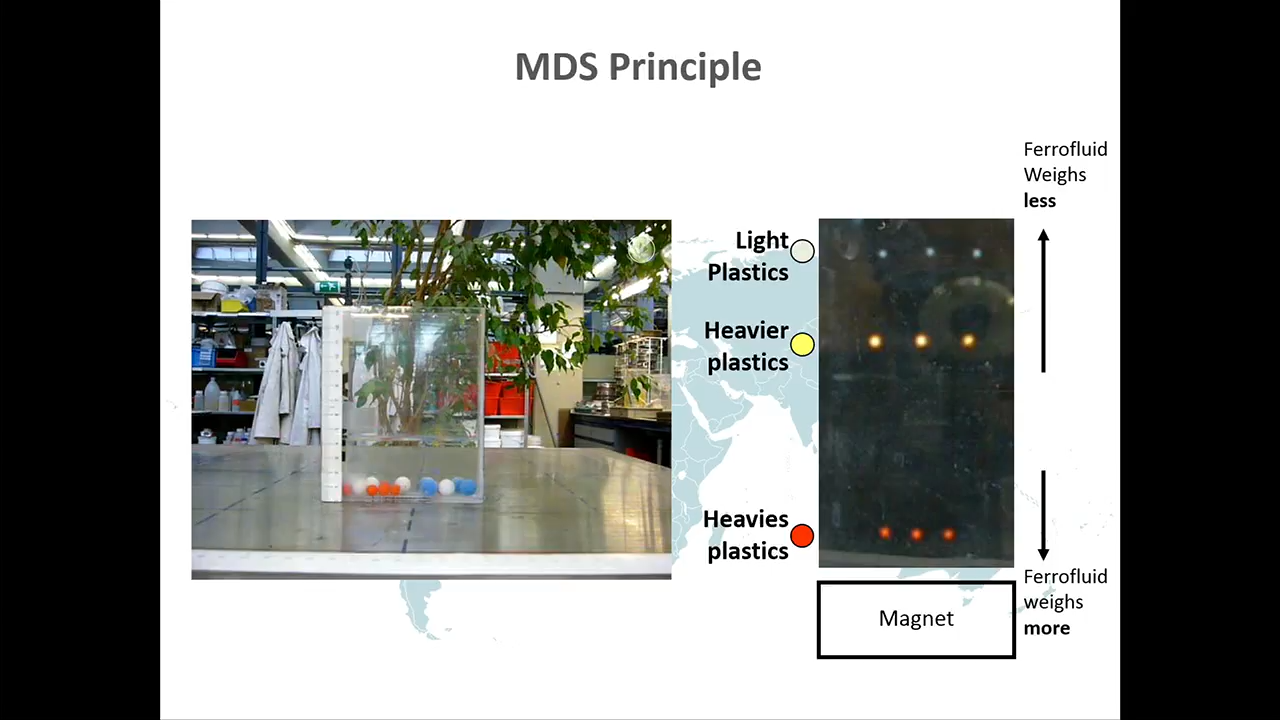 MDS Principle
Ferrofluid
Weighs
less
Light
Plastics
Heavier
plastics
Heavies
plastics
Magnet
Ferrofluid
weighs
more